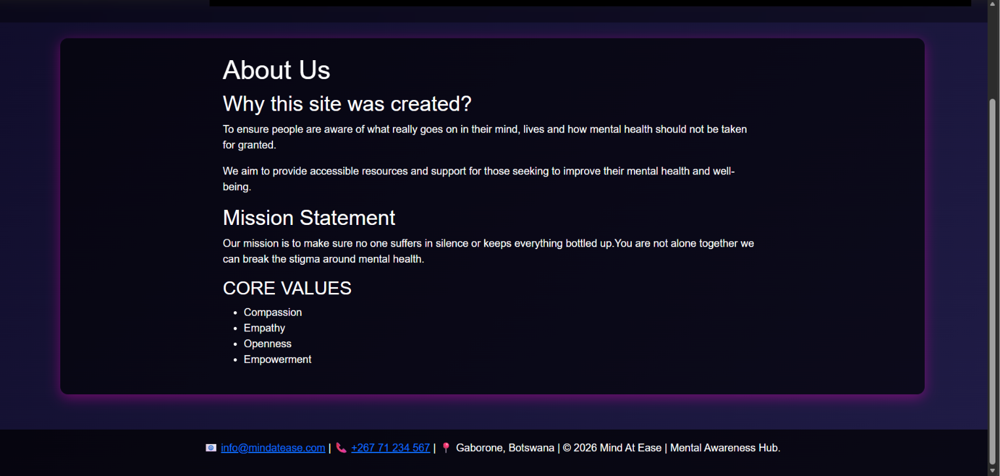 About Us
Why this site was created?
To ensure people are aware of what really goes on in their mind, lives and how mental health should not be taken
for granted.
We aim to provide accessible resources and support for those seeking to improve their mental health and well-
being.
Mission Statement
Our mission is to make sure no one suffers in silence or keeps everything bottled up.You are not alone together we
can break the stigma around mental health.
CORE VALUES
• Compassion
• Empathy
• Openness
• Empowerment
📧 info@mindatease.com | 📞 +267 71 234 567 | 📍 Gaborone, Botswana | © 2026 Mind At Ease | Mental Awareness Hub.